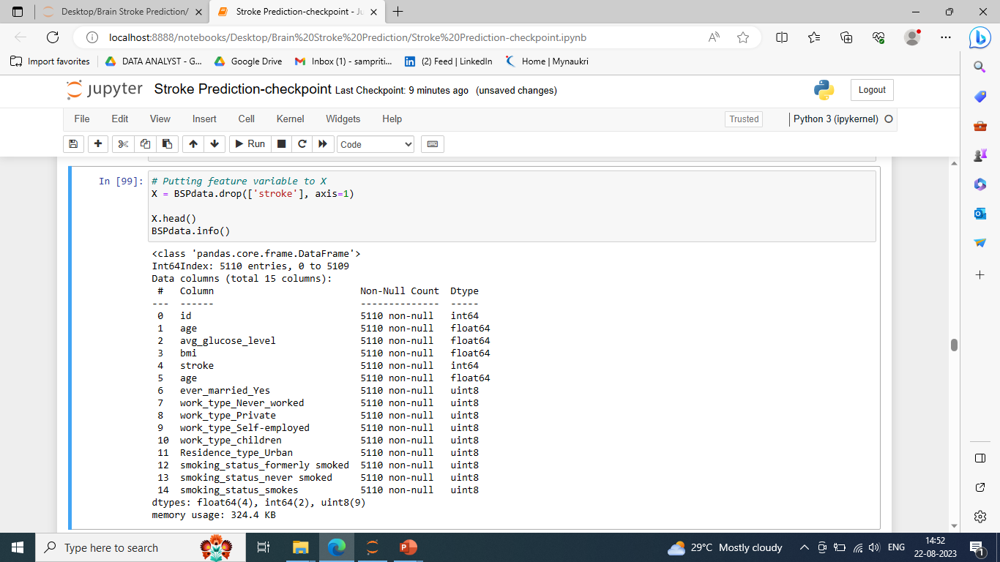 Desktop/Brain Stroke Prediction/
Stroke Prediction-checkpoint - Ju
localhost:8888/notebooks/Desktop/Brain%20Stroke%20Prediction/Stroke%20Prediction-checkpoint.ipynb
Import favorites
DATA ANALYST - G...
Google Drive
Inbox (1) - sampriti...
(2) Feed | LinkedIn
Home | Mynaukri
jupyter Stroke Prediction-checkpoint Last Checkpoint: 9 minutes ago (unsaved changes)
Logout
File Edit View Insert Cell Kernel Widgets Help
Trusted
Python 3 (ipykernel)
Run
Code
In [99]:
# Putting feature variable to X
X = BSPdata.drop(['stroke'], axis=1)
X.head()
BSPdata.info()
<class 'pandas.core.frame.DataFrame'>
Int64Index: 5110 entries, 0 to 5109
Data columns (total 15 columns):
# Column Non-Null Count Dtype
--- ------ -------------- -----
0 id 5110 non-null int64
1 age 5110 non-null float64
2 avg_glucose_level 5110 non-null float64
3 bmi 5110 non-null float64
4 stroke 5110 non-null int64
5 age 5110 non-null float64
6 ever_married_Yes 5110 non-null uint8
7 work_type_Never_worked 5110 non-null uint8
8 work_type_Private 5110 non-null uint8
9 work_type_Self-employed 5110 non-null uint8
10 work_type_children 5110 non-null uint8
11 Residence_type_Urban 5110 non-null uint8
12 smoking_status_formerly smoked 5110 non-null uint8
13 smoking_status_never smoked 5110 non-null uint8
14 smoking_status_smokes 5110 non-null uint8
dtypes: float64(4), int64(2), uint8(9)
memory usage: 324.4 KB
Type here to search
29°C Mostly cloudy
ENG
14:52
22-08-2023
1